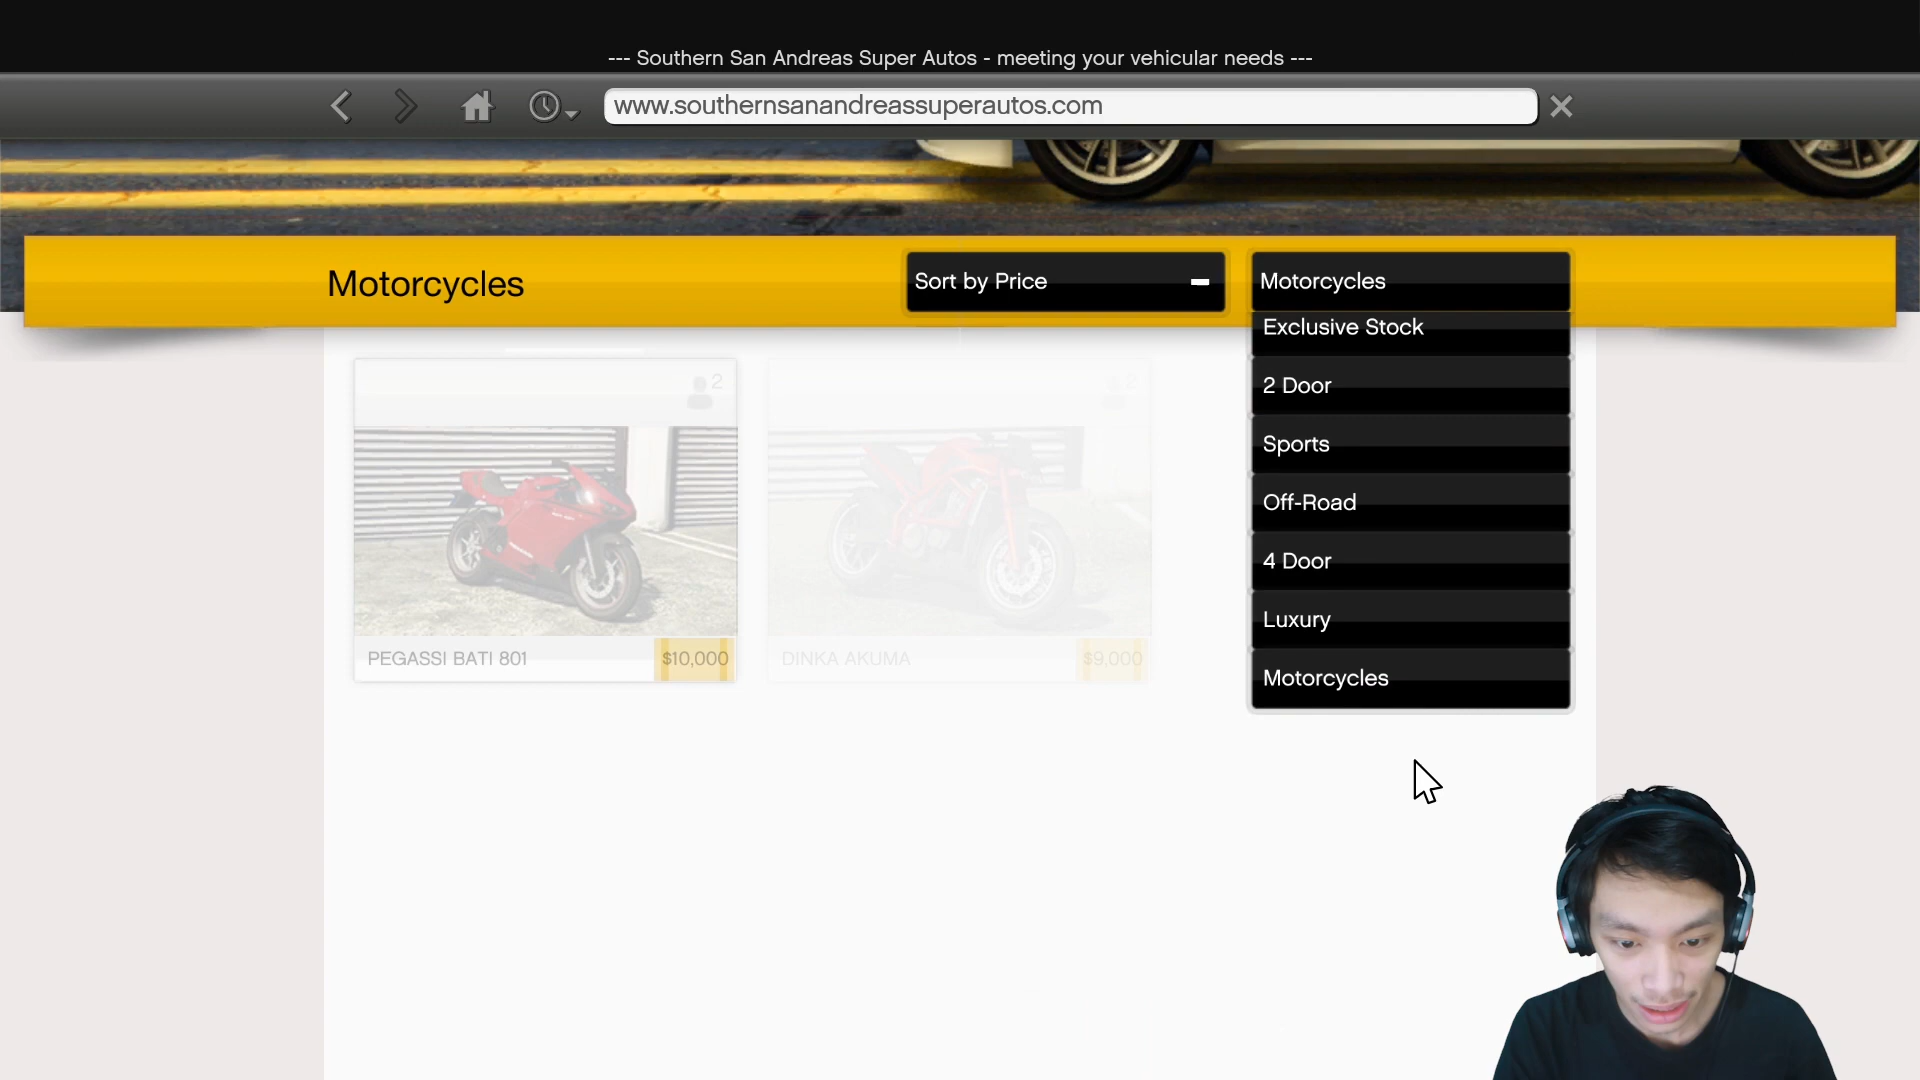 --- Southern San Andreas Super Autos - meeting your vehicular needs ---
www.southernsanandreassuperautos.com
Motorcycles
Sort by Price
Motorcycles
Exclusive Stock
2 Door
Sports
Off-Road
4 Door
Luxury
Motorcycles
2
PEGASSI BATI 801
$10,000
2
DINKA AKUMA
$9,000